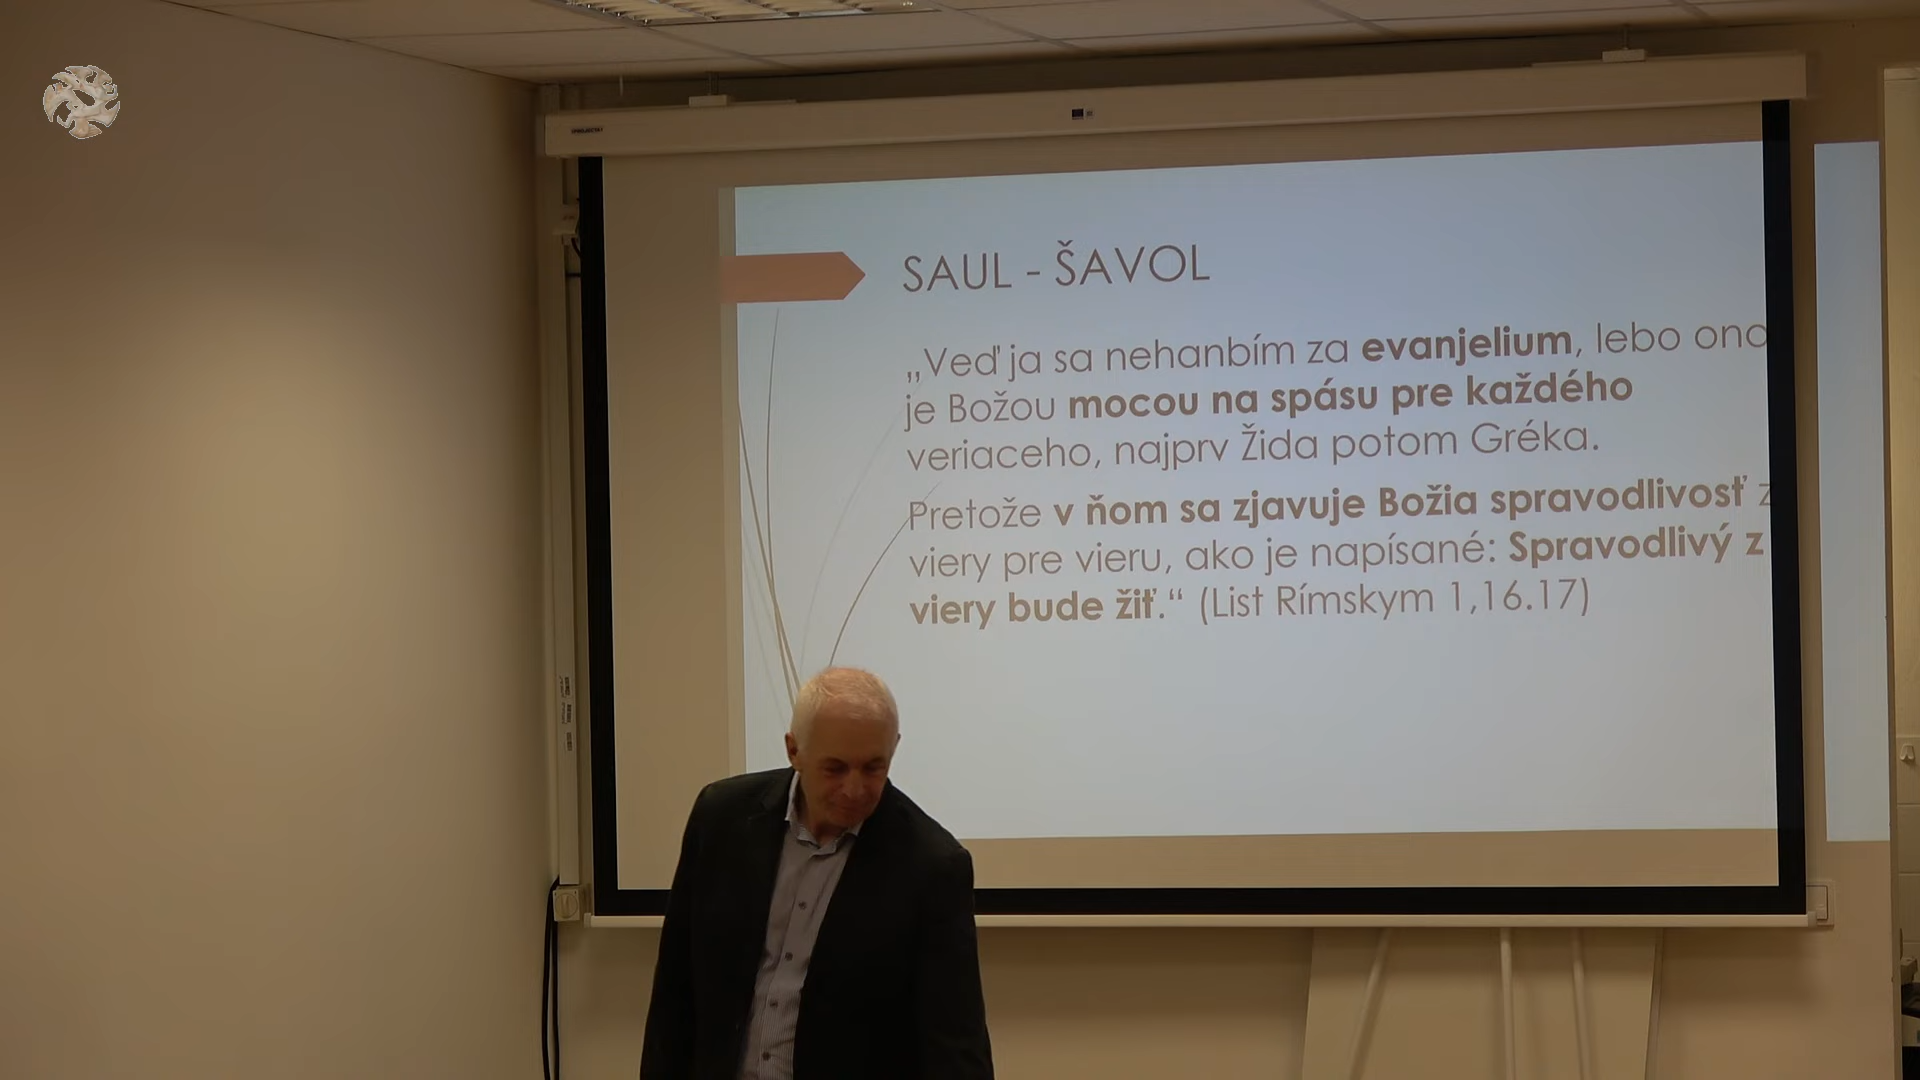 SAUL - ŠAVOL
„Veď ja sa nehanbím za evanjelium, lebo ono
je Božou mocou na spásu pre každého
veriaceho, najprv Žida potom Gréka.
Pretože v ňom sa zjavuje Božia spravodlivosť z
viery pre vieru, ako je napísané: Spravodlivý z
viery bude žiť.“ (List Rímskym 1,16.17)